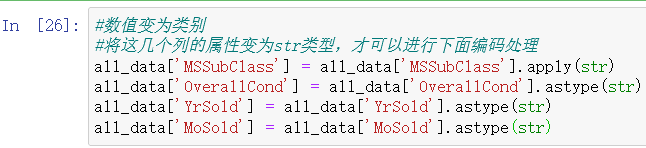 In [26]: #数值变为类别
#将这几个列的属性变为str类型，才可以进行下面编码处理
all_data['MSSubClass'] = all_data['MSSubClass'].apply(str)
all_data['OverallCond'] = all_data['OverallCond'].astype(str)
all_data['YrSold'] = all_data['YrSold'].astype(str)
all_data['MoSold'] = all_data['MoSold'].astype(str)